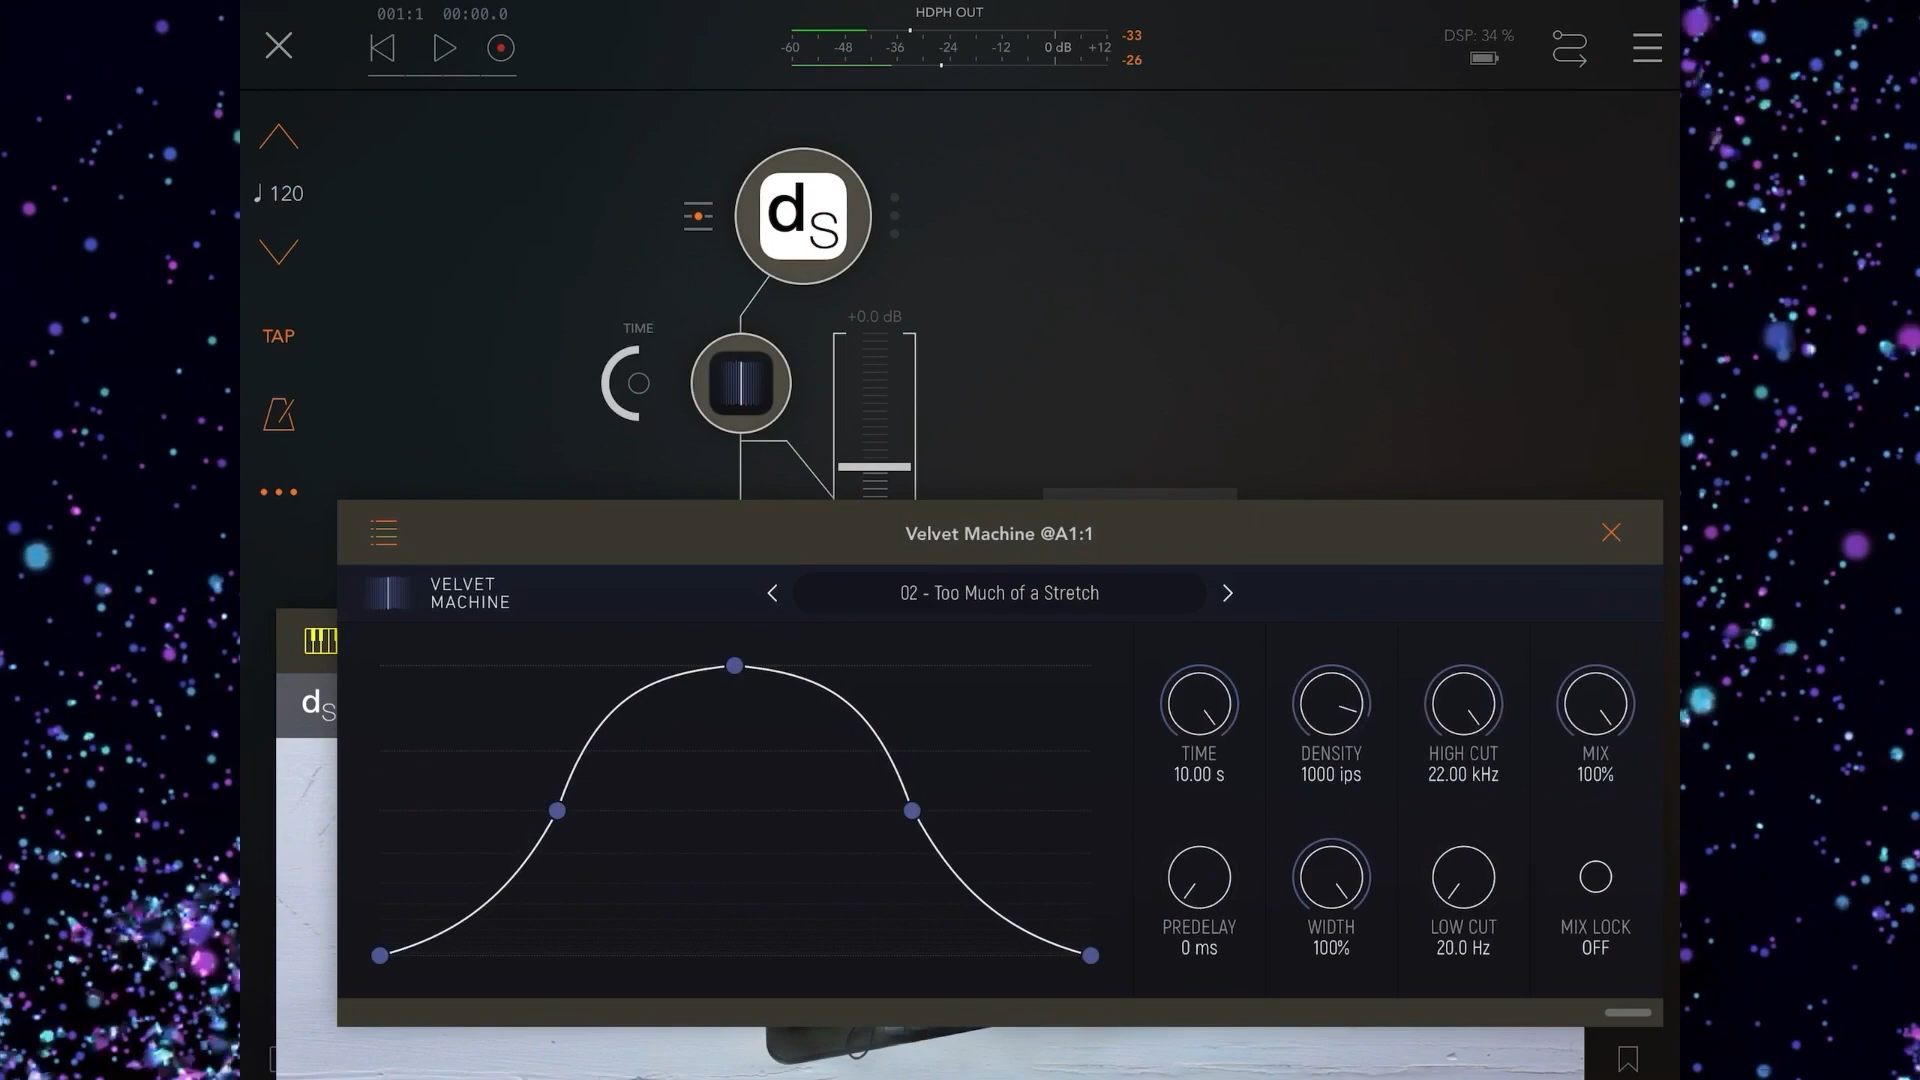 001:1 00:00.0
HDPH OUT
-60 -48 -36 -24 -12 0 dB +12
-33
-26
DSP: 34 %
120
TAP
dS
+0.0 dB
TIME
Velvet Machine @A1:1
VELVET
MACHINE
02 - Too Much of a Stretch
dS
TIME
10.00 s
DENSITY
1000 ips
HIGH CUT
22.00 kHz
MIX
100%
PREDELAY
0 ms
WIDTH
100%
LOW CUT
20.0 Hz
MIX LOCK
OFF